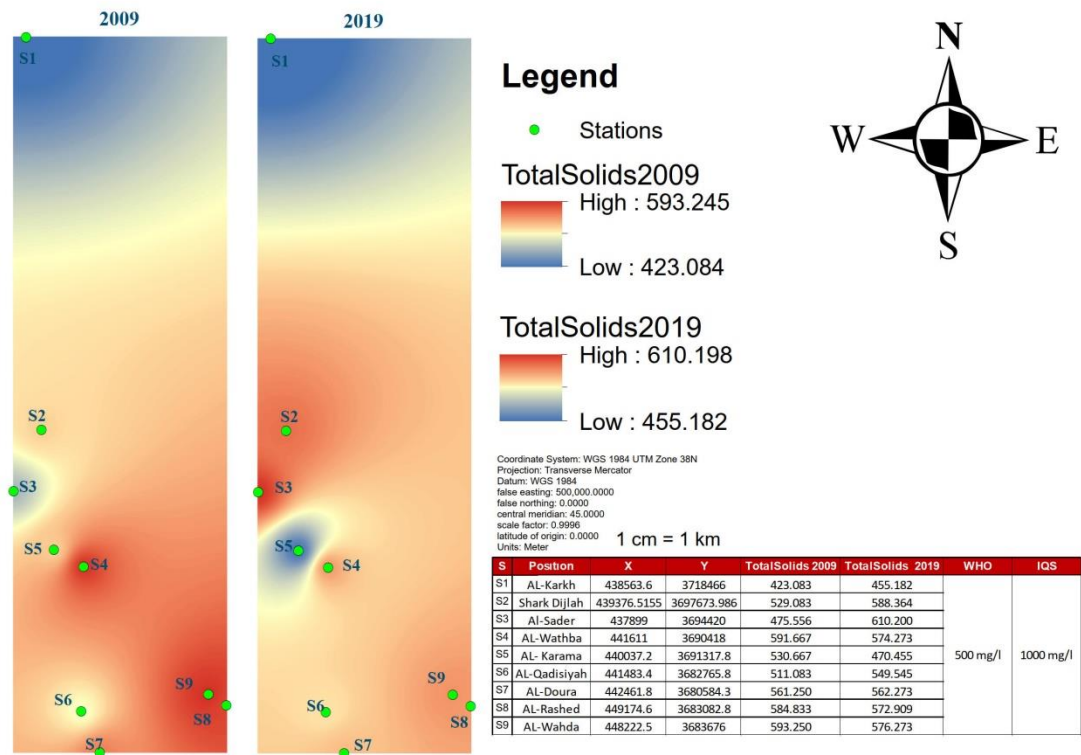 2009
S1
S2
S3
S5
S4
S6
S9
S8
S7
2019
S1
S2
S3
S5
S4
S6
S9
S8
S7
Legend
Stations
TotalSolids2009
High : 593.245
Low : 423.084
TotalSolids2019
High : 610.198
Low : 455.182
N
W E
S
Coordinate System: WGS 1984 UTM Zone 38N
Projection: Transverse Mercator
Datum: WGS 1984
false easting: 500,000.0000
false northing: 0.0000
central meridian: 45.0000
scale factor: 0.9996
latitude of origin: 0.0000
Units: Meter
1 cm = 1 km
S Position X Y TotalSolids 2009 TotalSolids 2019 WHO IQS
S1 AL-Karkh 438563.6 3718466 423.083 455.182
S2 Shark Dijlah 439376.5155 3697673.986 529.083 588.364
S3 Al-Sader 437899 3694420 475.556 610.200
S4 AL-Wathba 441611 3690418 591.667 574.273
S5 AL- Karama 440037.2 3691317.8 530.667 470.455 500 mg/l 1000 mg/l
S6 AL-Qadisiyah 441483.4 3682765.8 511.083 549.545
S7 AL-Doura 442461.8 3680584.3 561.250 562.273
S8 AL-Rashed 449174.6 3683082.8 584.833 572.909
S9 AL-Wahda 448222.5 3683676 593.250 576.273